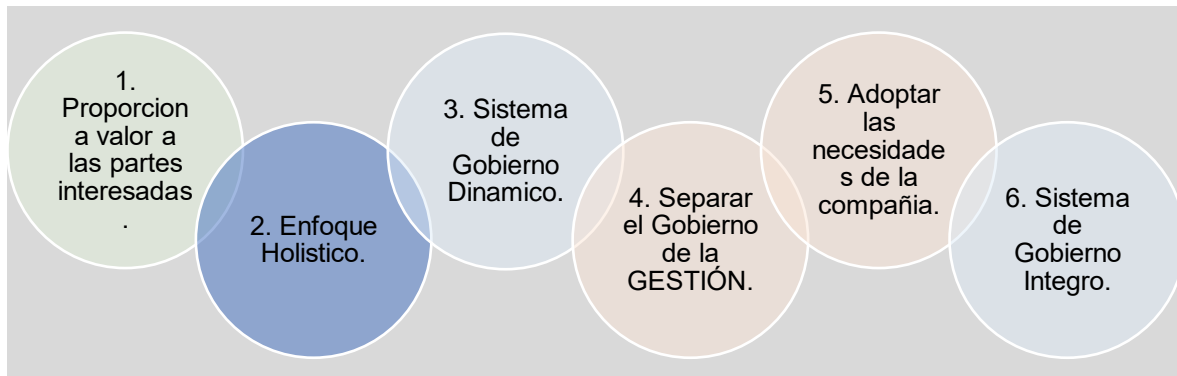 1.
Proporcion
a valor a
las partes
interesadas
.
2. Enfoque
Holistico.
3. Sistema
de
Gobierno
Dinamico.
4. Separar
el Gobierno
de la
GESTIÓN.
5. Adoptar
las
necesidade
s de la
compañia.
6. Sistema
de
Gobierno
Integro.